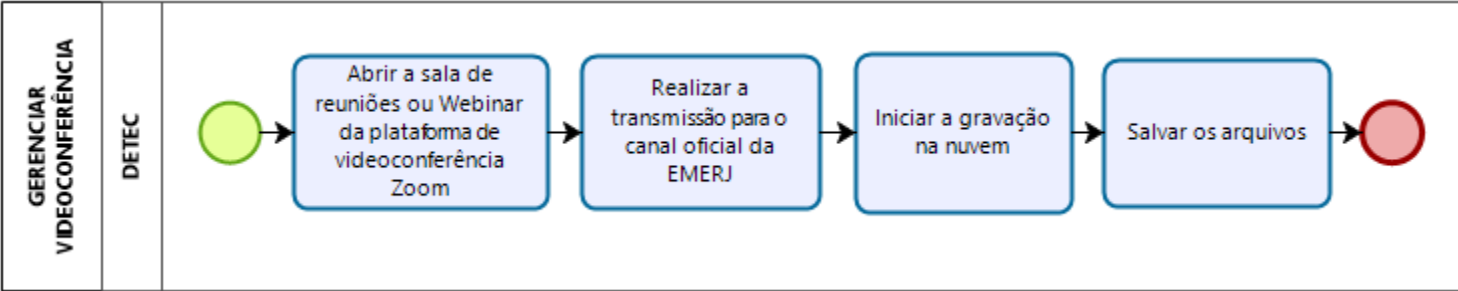 GERENCIAR
VIDEOCONFERÊNCIA
DETEC
Abrir a sala de
reuniões ou Webinar
da plataforma de
videoconferência
Zoom
Realizar a
transmissão para o
canal oficial da
EMERJ
Iniciar a gravação
na nuvem
Salvar os arquivos